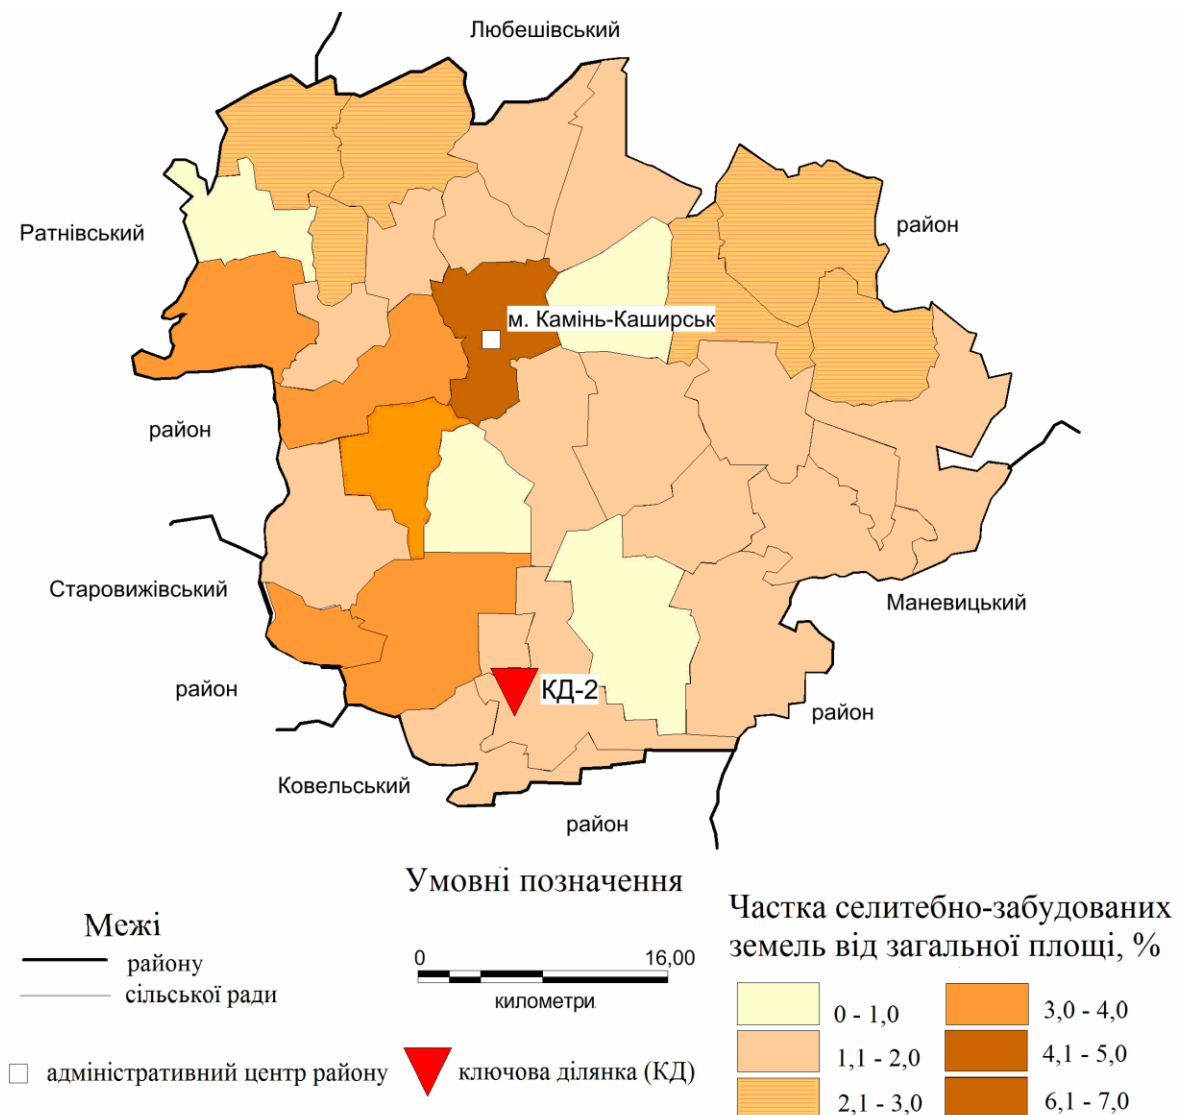 Любешівський
Ратнівський
район
м. Камінь-Каширськ
район
Старовижівський
Маневицький
район
КД-2
район
Ковельський
район
Умовні позначення
Межі
району
сільської ради
0 16,00
километри
Частка селитебно-забудованих
земель від загальної площі, %
0 - 1,0
3,0 - 4,0
1,1 - 2,0
4,1 - 5,0
2,1 - 3,0
6,1 - 7,0
адміністративний центр району
ключова ділянка (КД)